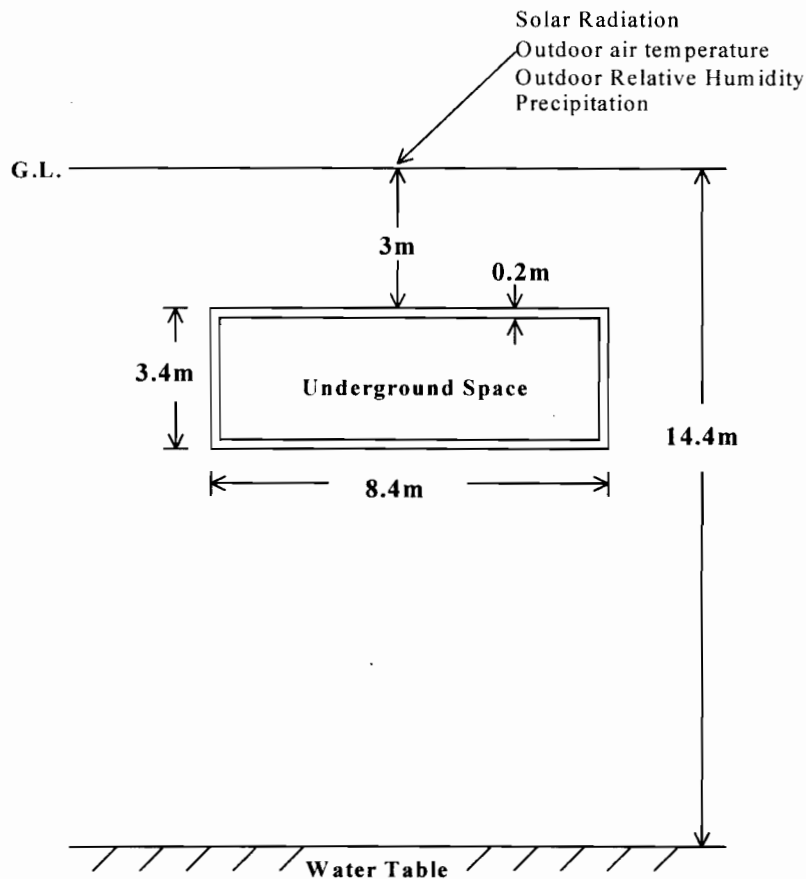 Solar Radiation
Outdoor air temperature
Outdoor Relative Humidity
Precipitation
G.L.
3m
0.2m
3.4m
Underground Space
14.4m
8.4m
Water Table